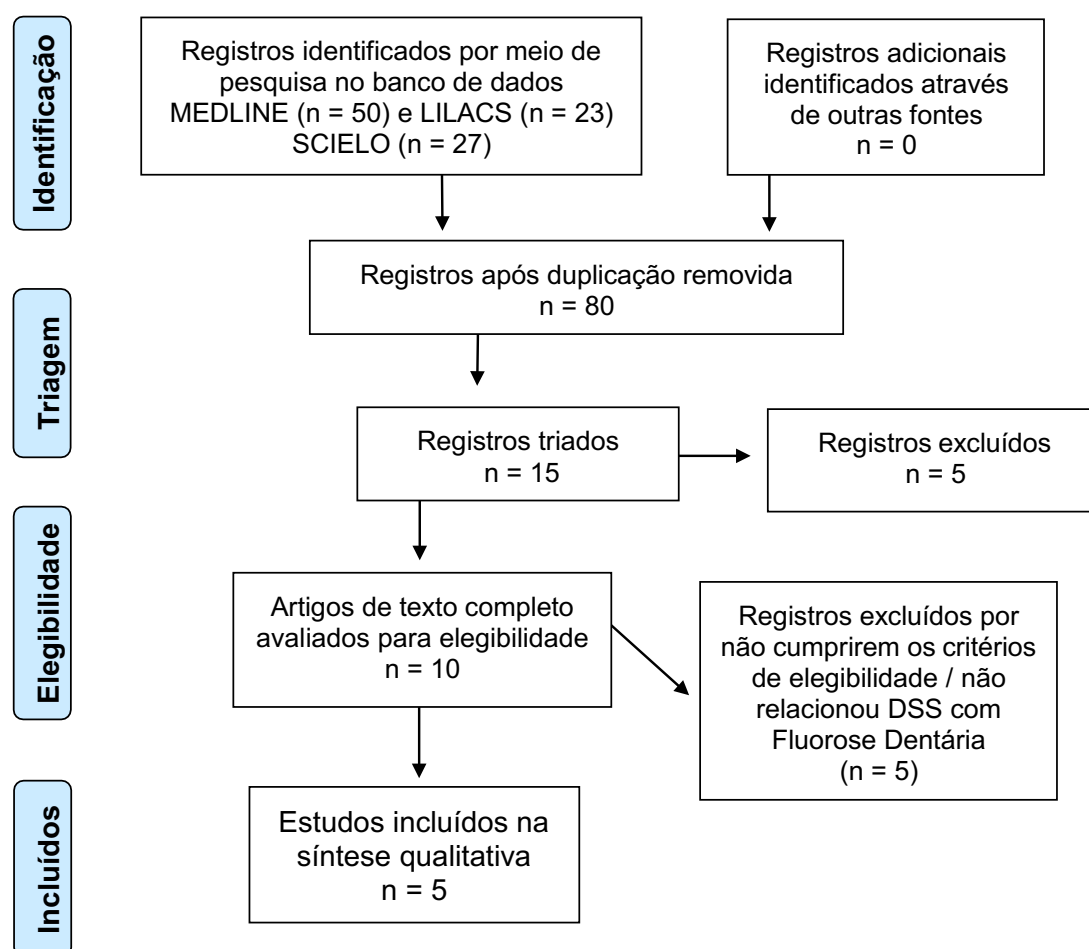 Identificação
Registros identificados por meio de
pesquisa no banco de dados
MEDLINE (n = 50) e LILACS (n = 23)
SCIELO (n = 27)
Registros adicionais
identificados através
de outras fontes
n = 0
Registros após duplicação removida
n = 80
Triagem
Registros triados
n = 15
Registros excluídos
n = 5
Elegibilidade
Artigos de texto completo
avaliados para elegibilidade
n = 10
Registros excluídos por
não cumprirem os critérios
de elegibilidade / não
relacionou DSS com
Fluorose Dentária
(n = 5)
Incluídos
Estudos incluídos na
síntese qualitativa
n = 5